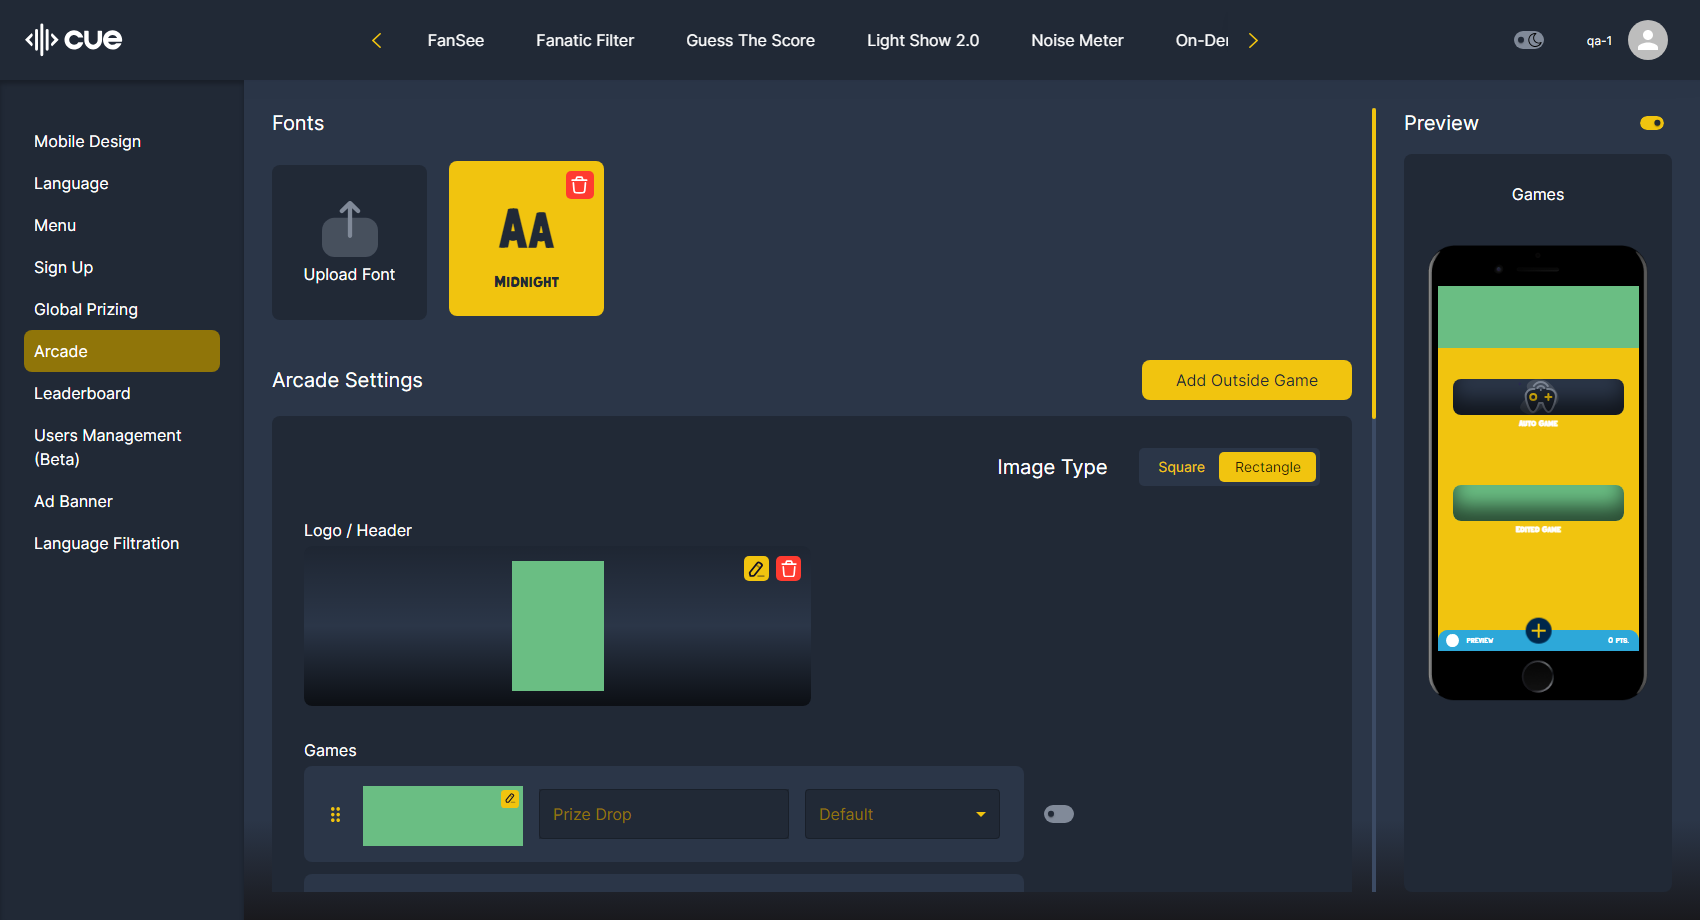 cue
FanSee
Fanatic Filter
Guess The Score
Light Show 2.0
Noise Meter
On-Der
qa-1
Mobile Design
Language
Menu
Sign Up
Global Prizing
Arcade
Leaderboard
Users Management
(Beta)
Ad Banner
Language Filtration
Fonts
Upload Font
AA
MIDNIGHT
Arcade Settings
Add Outside Game
Image Type
Square
Rectangle
Logo / Header
Games
Prize Drop
Default
Preview
Games
AUTO GAME
EDITED GAME
PREVIEW
0 PTS.